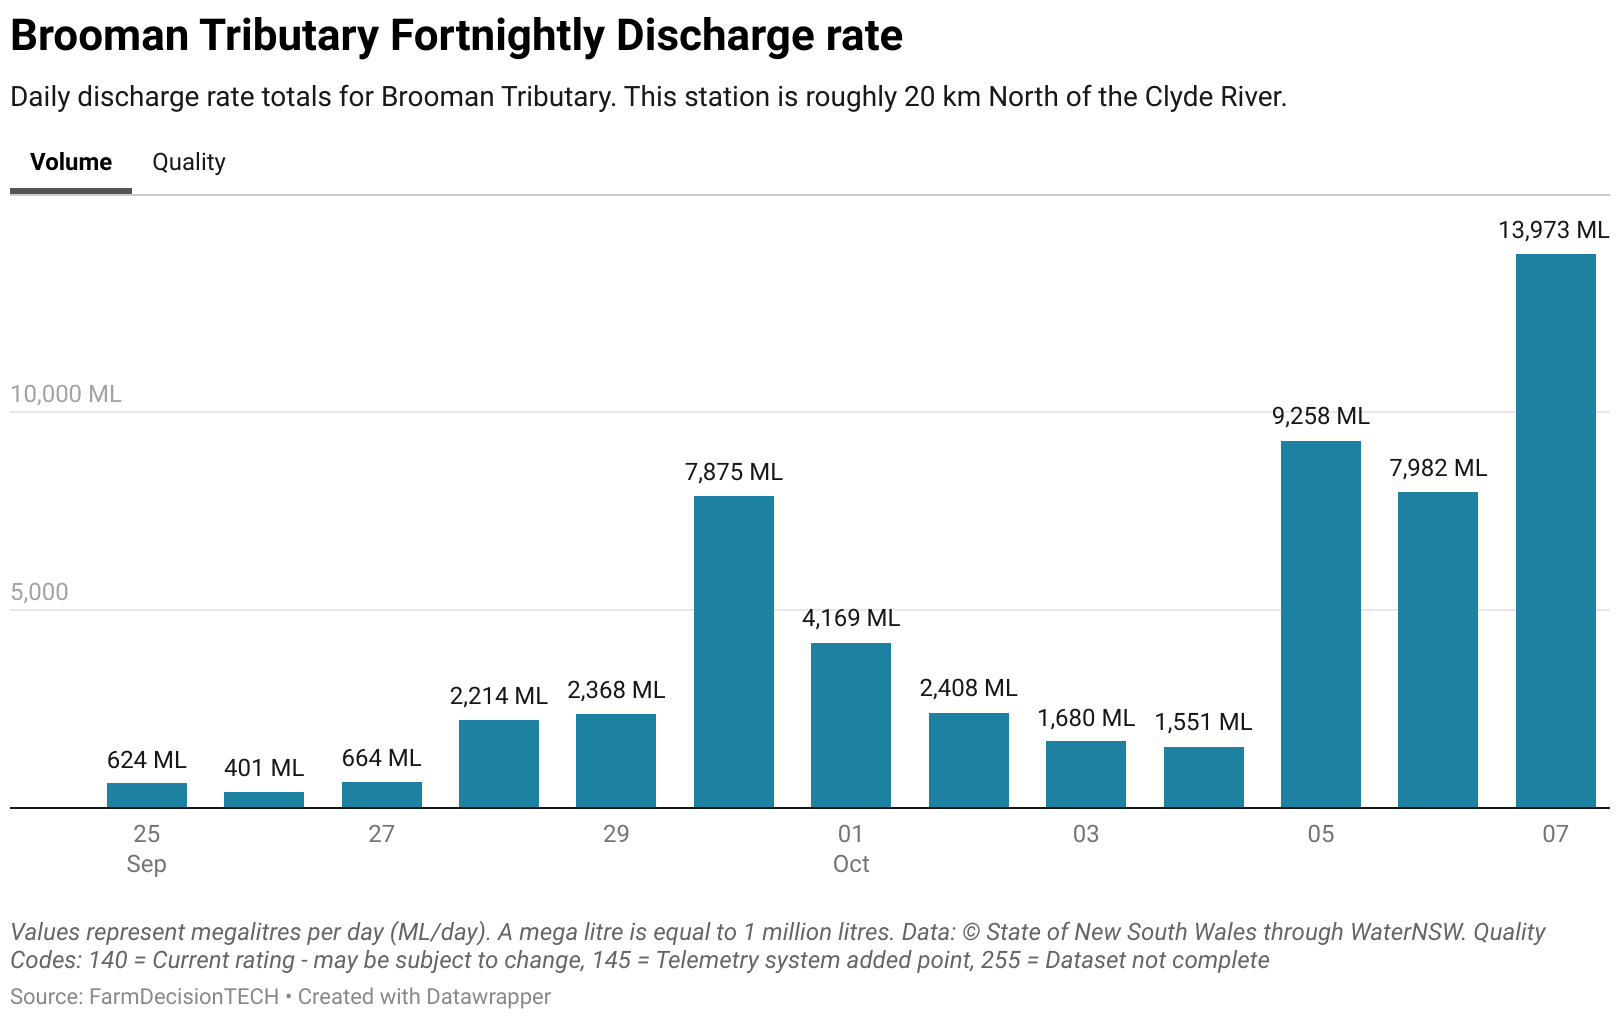 Brooman Tributary Fortnightly Discharge rate
Daily discharge rate totals for Brooman Tributary. This station is roughly 20 km North of the Clyde River.
Volume Quality
13,973 ML
10,000 ML
9,258 ML
7,982 ML
7,875 ML
5,000
4,169 ML
2,408 ML
2,368 ML
2,214 ML
1,680 ML
1,551 ML
664 ML
624 ML
401 ML
25 27 29 01 03 05 07
Sep Oct
Values represent megalitres per day (ML/day). A mega litre is equal to 1 million litres. Data: © State of New South Wales through WaterNSW. Quality
Codes: 140 = Current rating - may be subject to change, 145 = Telemetry system added point, 255 = Dataset not complete
Source: FarmDecisionTECH • Created with Datawrapper